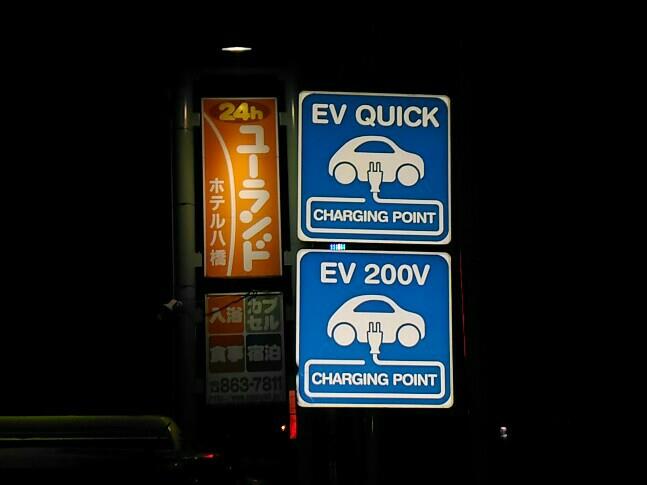 24h
ユーランド
ホテル八橋
入浴
カプセル
食事
宿泊
☎863-7811
EV QUICK
CHARGING POINT
EV 200V
CHARGING POINT